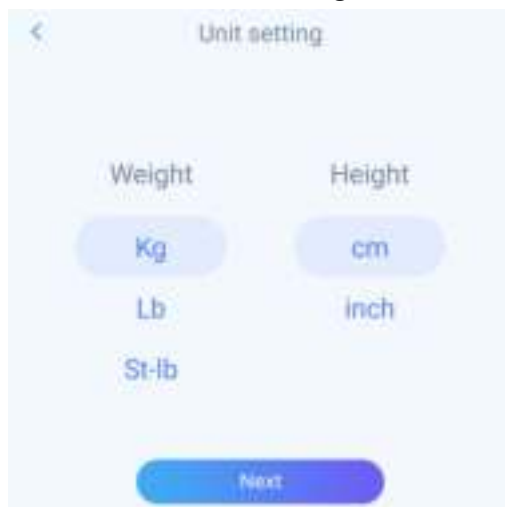 Unit setting
Weight Height
Kg cm
Lb inch
St-lb
Next